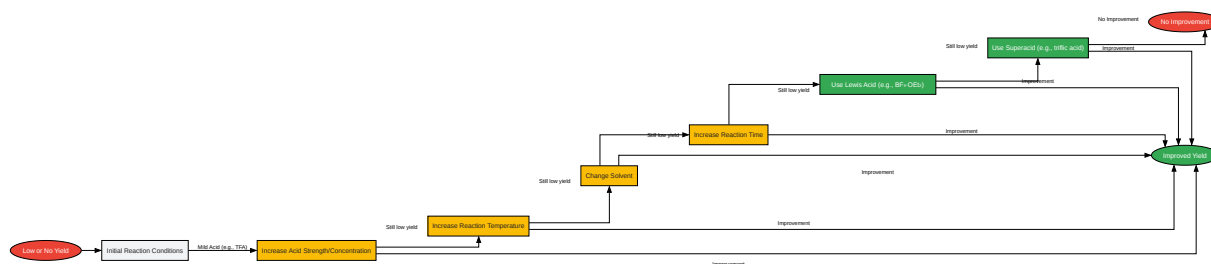 No Improvement
No Improvement
Still low yield
Use Superacid (e.g., triflic acid)
Improvement
Still low yield
Use Lewis Acid (e.g., BF₃·OEt₂)
Improvement
Still low yield
Increase Reaction Time
Improvement
Improved Yield
Still low yield
Change Solvent
Improvement
Still low yield
Increase Reaction Temperature
Improvement
Low or No Yield
Initial Reaction Conditions
Mild Acid (e.g., TFA)
Increase Acid Strength/Concentration
Improvement